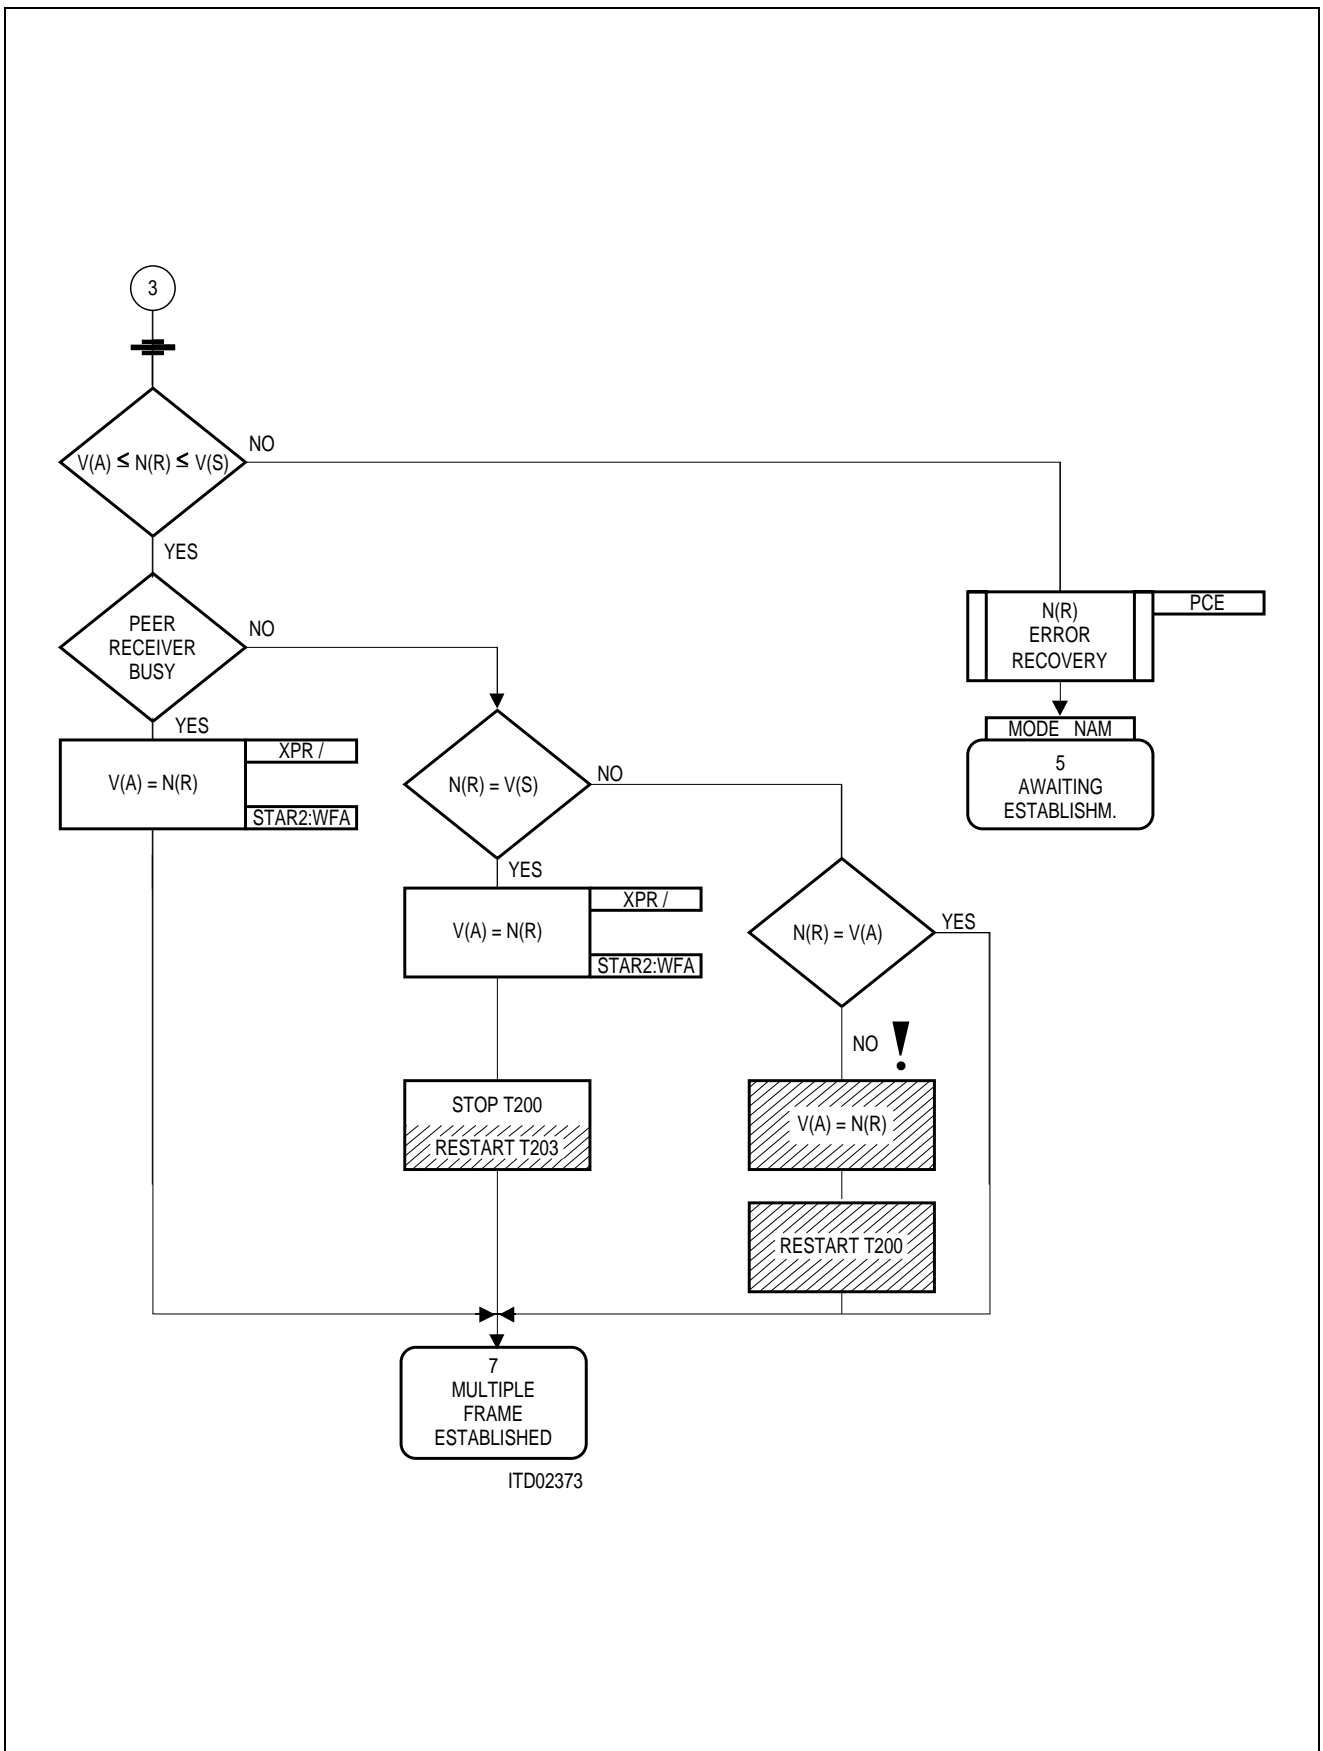 3
V(A) ≤ N(R) ≤ V(S)
NO
YES
PEER
RECEIVER
BUSY
NO
YES
V(A) = N(R)
XPR /
STAR2:WFA
N(R)
ERROR
RECOVERY
PCE
MODE NAM
5
AWAITING
ESTABLISHM.
N(R) = V(S)
NO
YES
V(A) = N(R)
XPR /
STAR2:WFA
N(R) = V(A)
YES
NO !
STOP T200
RESTART T203
V(A) = N(R)
RESTART T200
7
MULTIPLE
FRAME
ESTABLISHED
ITD02373